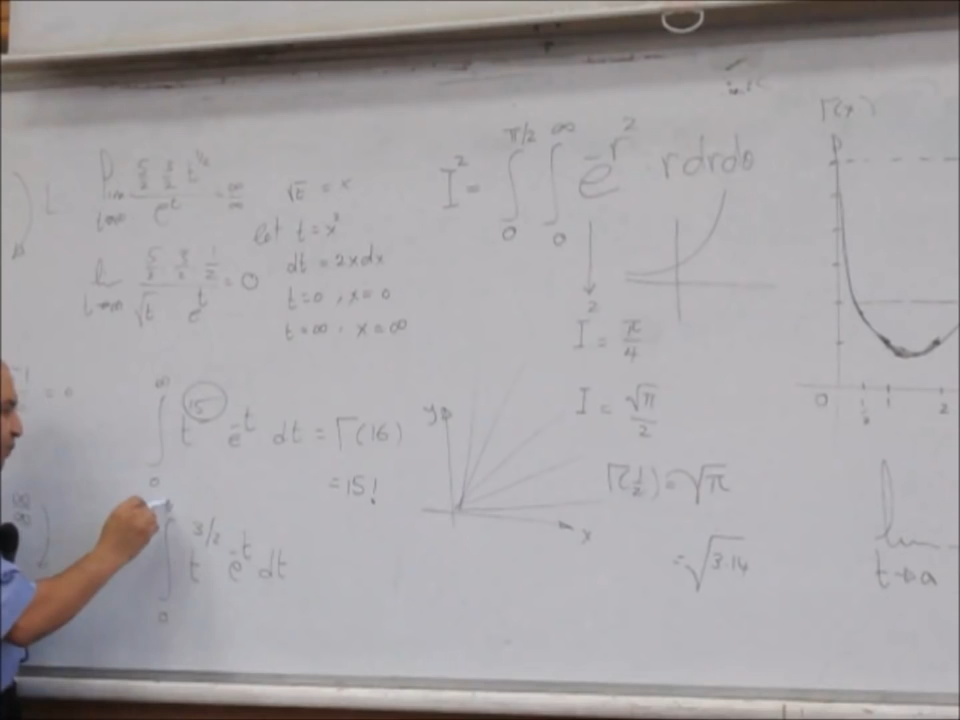 lim 5/2 3/2 t^1/2 / e^t = ∞/∞
t→∞
lim 5/2 3/2 1/2 / √t e^t = 0
t→∞
√t = x
let t = x²
dt = 2x dx
t=0 , x=0
t=∞ , x=∞
∫₀^∞ t^15 e^-t dt = Γ(16)
= 15!
∫₀ t^3/2 e^-t dt
I² = ∫₀^π/2 ∫₀^∞ e^-r² r dr dθ
I² = π/4
I = √π/2
Γ(1/2) = √π
= √3.14
y
x
Γ(x)
0 1/2 1 2
lim
t→a